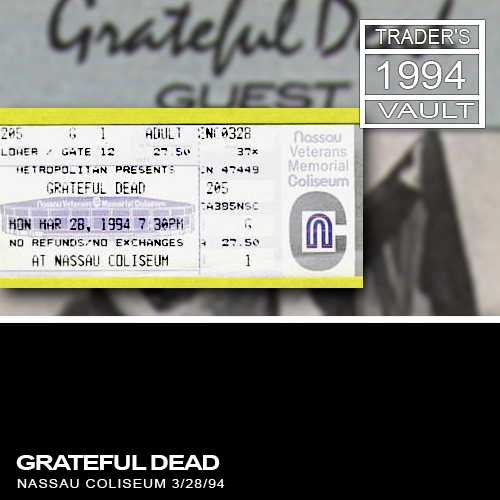 Grateful Dead
GUEST
TRADER'S
1994
VAULT
205 G 1 ADULT ENC0328
LOWER / GATE 12 27.50 37X
METROPOLITAN PRESENTS CN 47449
GRATEFUL DEAD 205
Nassau Veterans Memorial Coliseum
CA395NSC
MON MAR 28, 1994 7:30PM G
NO REFUNDS/NO EXCHANGES A 27.50
AT NASSAU COLISEUM 1
Nassau
Veterans
Memorial
Coliseum
GRATEFUL DEAD
NASSAU COLISEUM 3/28/94